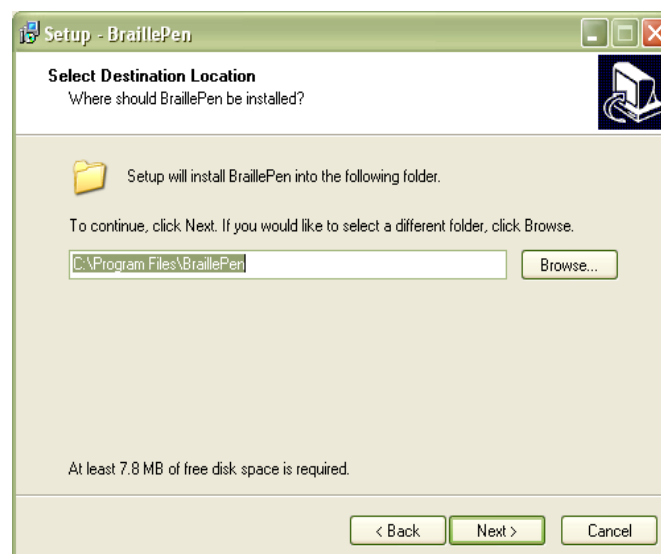 Setup - BraillePen
Select Destination Location
Where should BraillePen be installed?
Setup will install BraillePen into the following folder.
To continue, click Next. If you would like to select a different folder, click Browse.
C:\Program Files\BraillePen
Browse...
At least 7.8 MB of free disk space is required.
< Back
Next >
Cancel